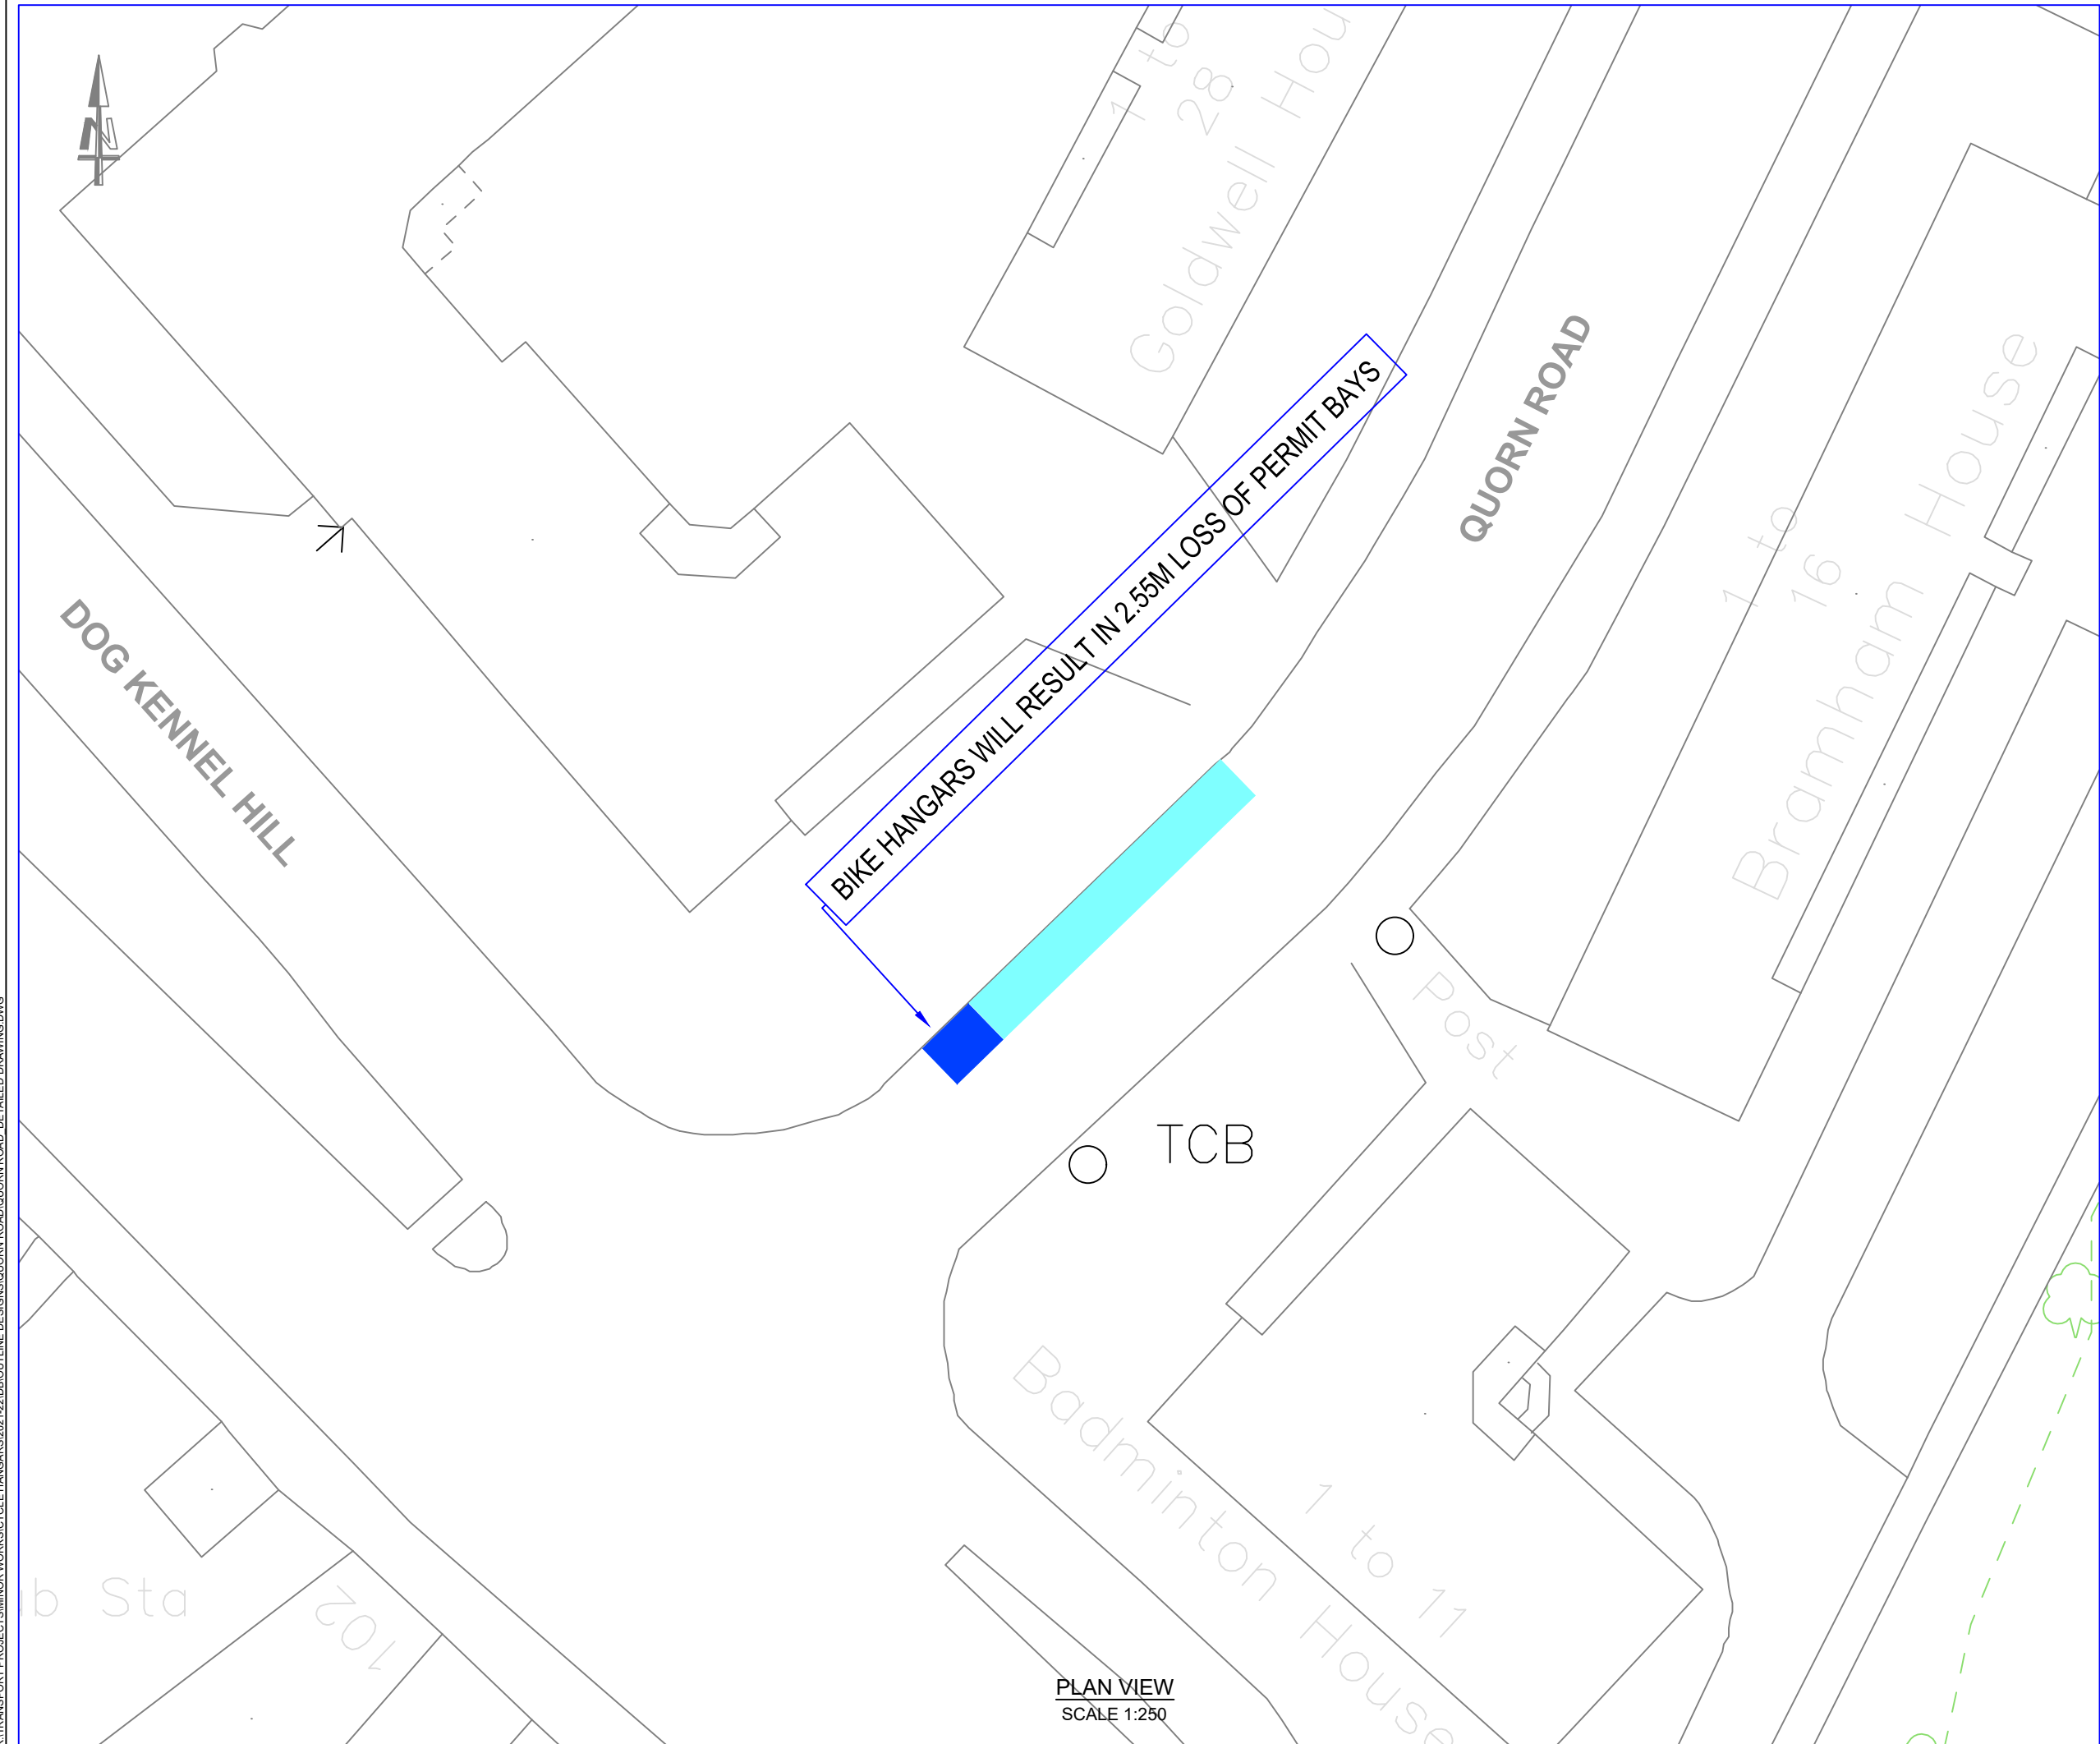 N
1 to
28
Goldwell Hou
QUORN ROAD
BIKE HANGARS WILL RESULT IN 2.55M LOSS OF PERMIT BAYS
1 to
16
Bramham House
DOG KENNEL HILL
Post
TCB
Badminton House
1 to 11
b Sta
102
PLAN VIEW
SCALE 1:250